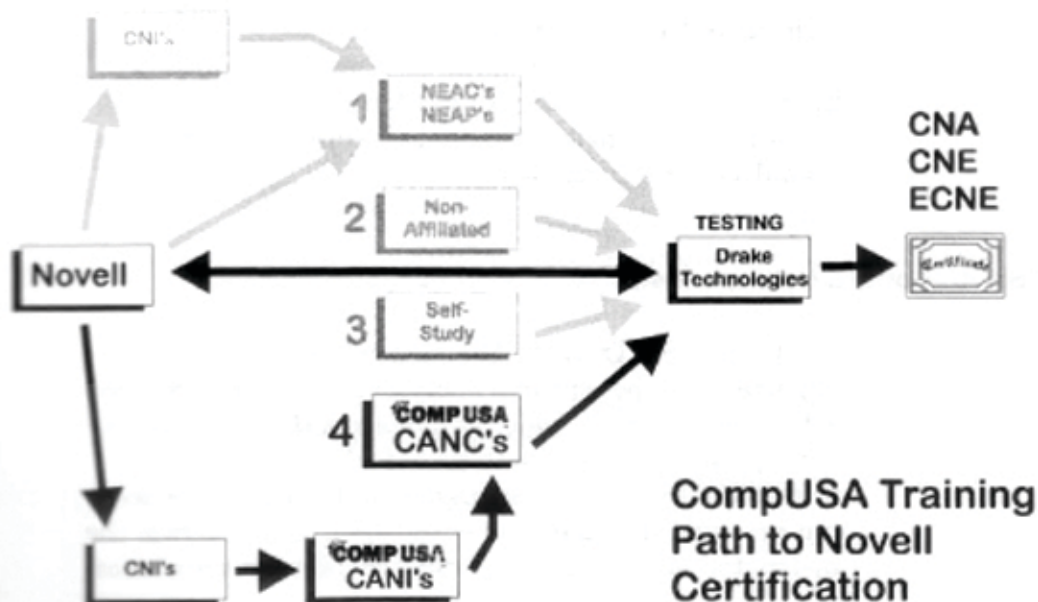 CNI's
1
NEAC's
NEAP's
CNA
CNE
ECNE
2
Non-
Affiliated
TESTING
Novell
Drake
Technologies
Certificate
3
Self-
Study
4
COMPUSA
CANC's
CompUSA Training
Path to Novell
Certification
CNI's
COMPUSA
CANI's